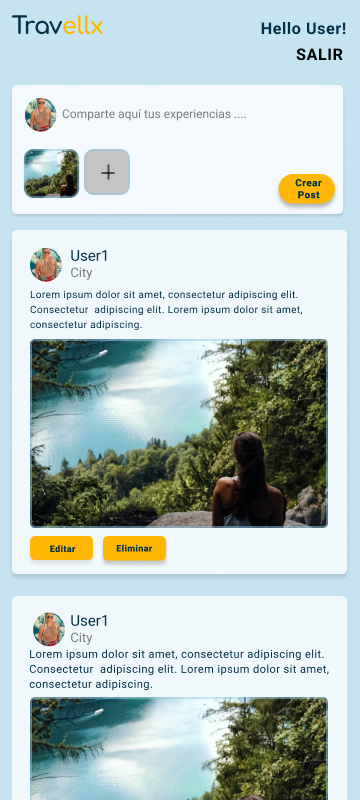 Travellx
Hello User!
SALIR
Comparte aquí tus experiencias ....
+
Crear
Post
User1
City
Lorem ipsum dolor sit amet, consectetur adipiscing elit.
Consectetur  adipiscing elit. Lorem ipsum dolor sit amet,
consectetur adipiscing.
Editar
Eliminar
User1
City
Lorem ipsum dolor sit amet, consectetur adipiscing elit.
Consectetur  adipiscing elit. Lorem ipsum dolor sit amet,
consectetur adipiscing.